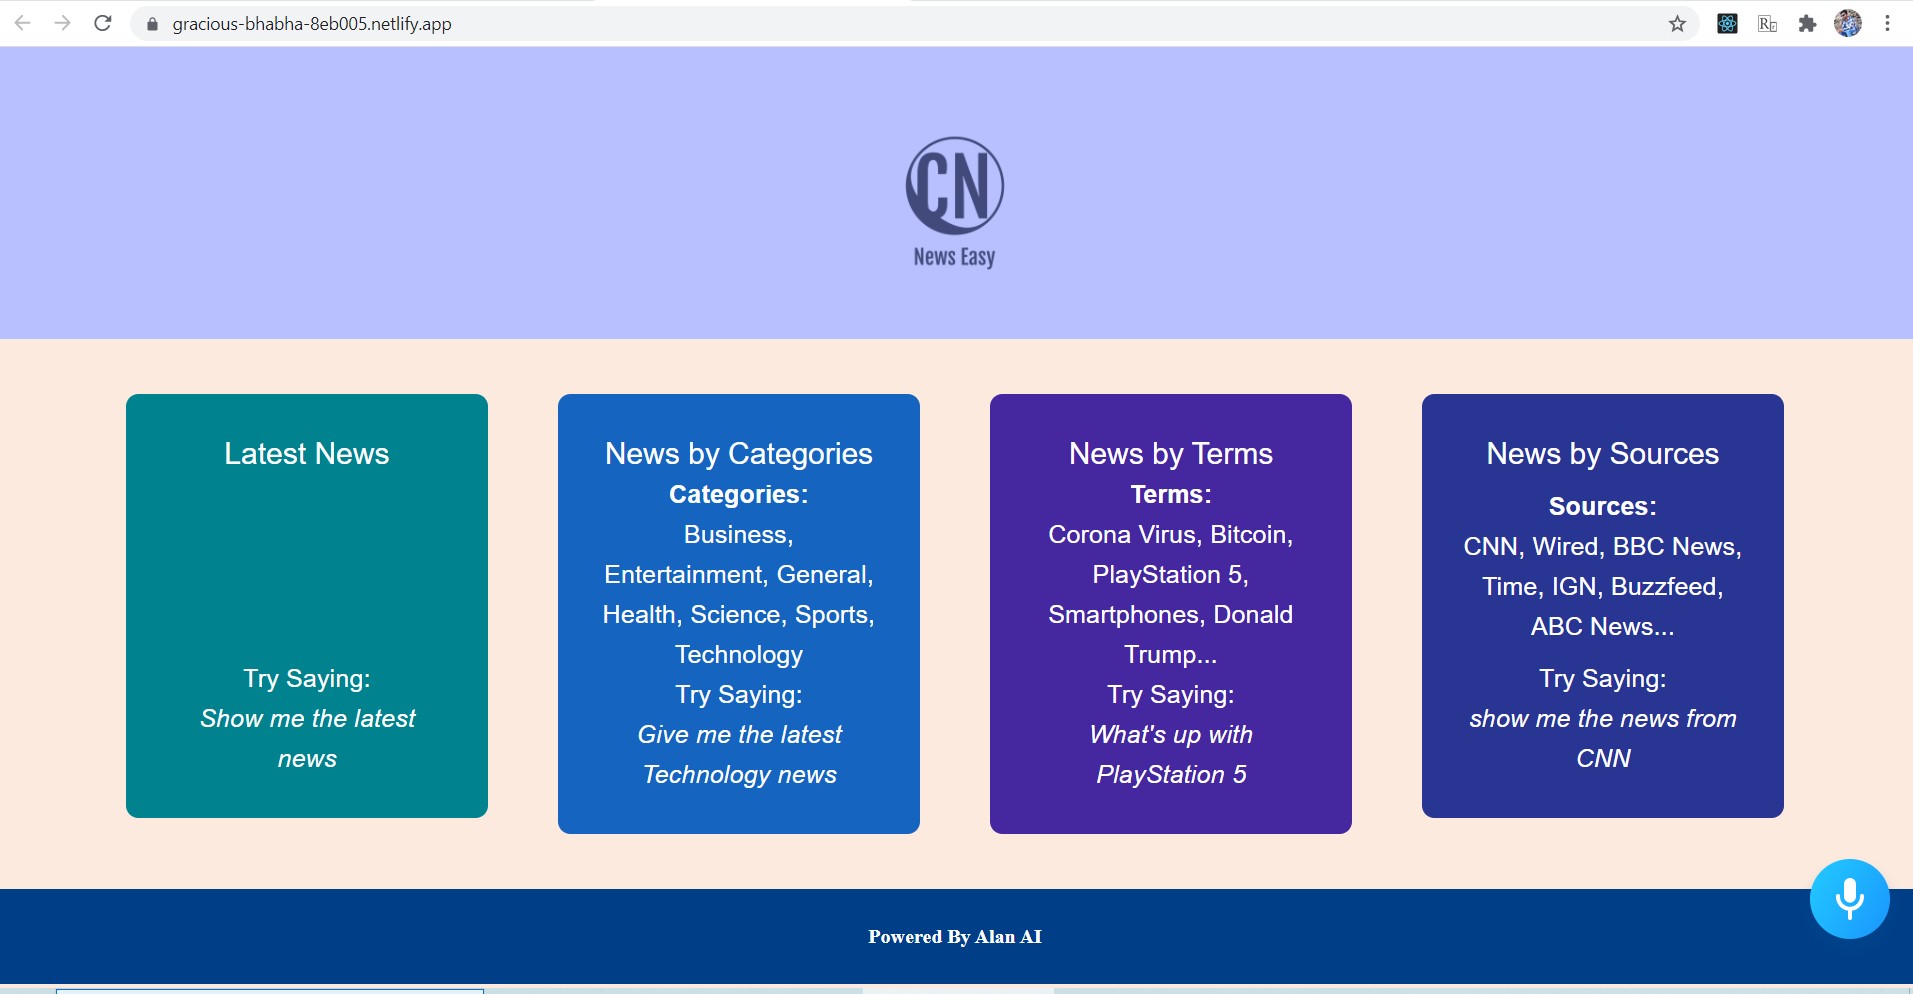 gracious-bhabha-8eb005.netlify.app
CN
News Easy
Latest News
Try Saying:
Show me the latest
news
News by Categories
Categories:
Business,
Entertainment, General,
Health, Science, Sports,
Technology
Try Saying:
Give me the latest
Technology news
News by Terms
Terms:
Corona Virus, Bitcoin,
PlayStation 5,
Smartphones, Donald
Trump...
Try Saying:
What's up with
PlayStation 5
News by Sources
Sources:
CNN, Wired, BBC News,
Time, IGN, Buzzfeed,
ABC News...
Try Saying:
show me the news from
CNN
Powered By Alan AI